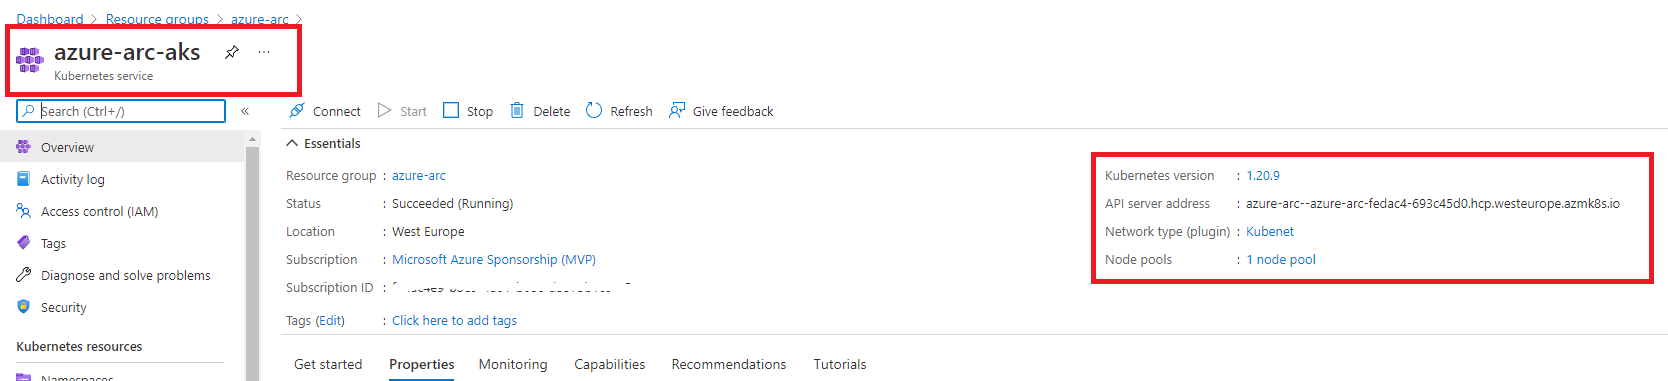 Dashboard > Resource groups > azure-arc >
azure-arc-aks
...
Kubernetes service
Search (Ctrl+/)
«
Connect Start Stop Delete Refresh Give feedback
Overview
Activity log
Access control (IAM)
Tags
Diagnose and solve problems
Security
Kubernetes resources
Namespaces
Essentials
Resource group : azure-arc
Status : Succeeded (Running)
Location : West Europe
Subscription : Microsoft Azure Sponsorship (MVP)
Subscription ID :
Tags (Edit) : Click here to add tags
Kubernetes version : 1.20.9
API server address : azure-arc--azure-arc-fedac4-693c45d0.hcp.westeurope.azmk8s.io
Network type (plugin) : Kubenet
Node pools : 1 node pool
Get started Properties Monitoring Capabilities Recommendations Tutorials